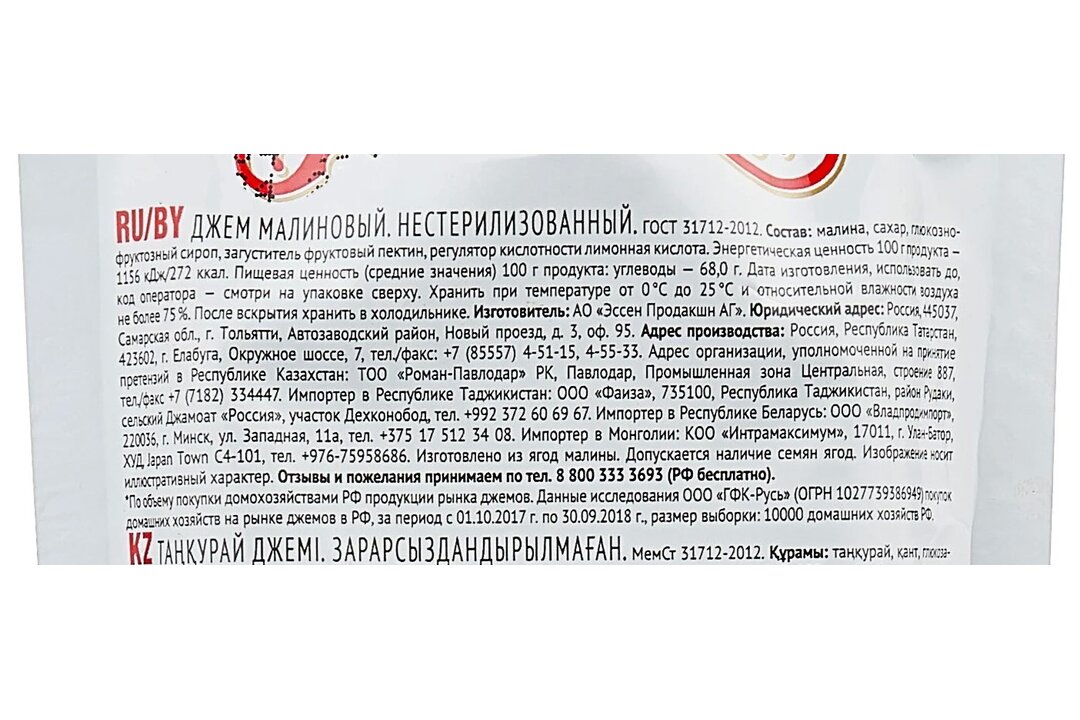 RU/BY ДЖЕМ МАЛИНОВЫЙ. НЕСТЕРИЛИЗОВАННЫЙ. ГОСТ 31712-2012. Состав: малина, сахар, глюкозно-
фруктозный сироп, загуститель фруктовый пектин, регулятор кислотности лимонная кислота. Энергетическая ценность 100 г продукта –
1156 кДж/272 ккал. Пищевая ценность (средние значения) 100 г продукта: углеводы – 68,0 г. Дата изготовления, использовать до,
код оператора – смотри на упаковке сверху. Хранить при температуре от 0°С до 25°С и относительной влажности воздуха
не более 75%. После вскрытия хранить в холодильнике. Изготовитель: АО «Эссен Продакшн АГ». Юридический адрес: Россия, 445037,
Самарская обл., г. Тольятти, Автозаводский район, Новый проезд, д. 3, оф. 95. Адрес производства: Россия, Республика Татарстан,
423602, г. Елабуга, Окружное шоссе, 7, тел./факс: +7 (85557) 4-51-15, 4-55-33. Адрес организации, уполномоченной на принятие
претензий в Республике Казахстан: ТОО «Роман-Павлодар» РК, Павлодар, Промышленная зона Центральная, строение 887,
тел./факс +7 (7182) 334447. Импортер в Республике Таджикистан: ООО «Фаиза», 735100, Республика Таджикистан, район Рудаки,
сельский Джамоат «Россия», участок Дехконобод, тел. +992 372 60 69 67. Импортер в Республике Беларусь: ООО «Владпродимпорт»,
220036, г. Минск, ул. Западная, 11а, тел. +375 17 512 34 08. Импортер в Монголии: КОО «Интрамаксимум», 17011, г. Улан-Батор,
ХУД, Japan Town C4-101, тел. +976-75958686. Изготовлено из ягод малины. Допускается наличие семян ягод. Изображение носит
иллюстративный характер. Отзывы и пожелания принимаем по тел. 8 800 333 3693 (РФ бесплатно).
*По объему покупки домохозяйствами РФ продукции рынка джемов. Данные исследования ООО «ГФК-Русь» (ОГРН 1027739386949) покупок
домашних хозяйств на рынке джемов в РФ, за период с 01.10.2017 г. по 30.09.2018 г., размер выборки: 10000 домашних хозяйств РФ.
KZ ТАҢҚУРАЙ ДЖЕМІ. ЗАРАРСЫЗДАНДЫРЫЛМАҒАН. МемСт 31712-2012. Құрамы: таңқурай, қант, глюкоза-